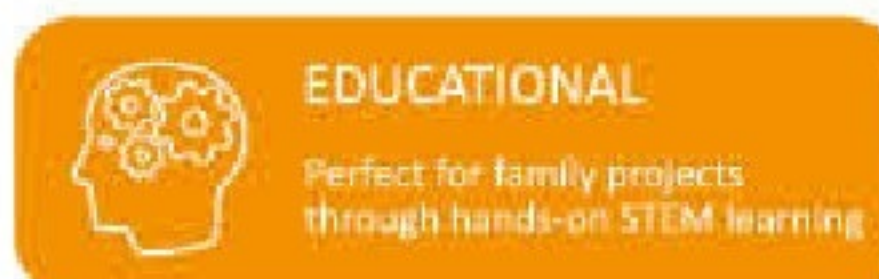 EDUCATIONAL
Perfect for family projects
through hands-on STEM learning